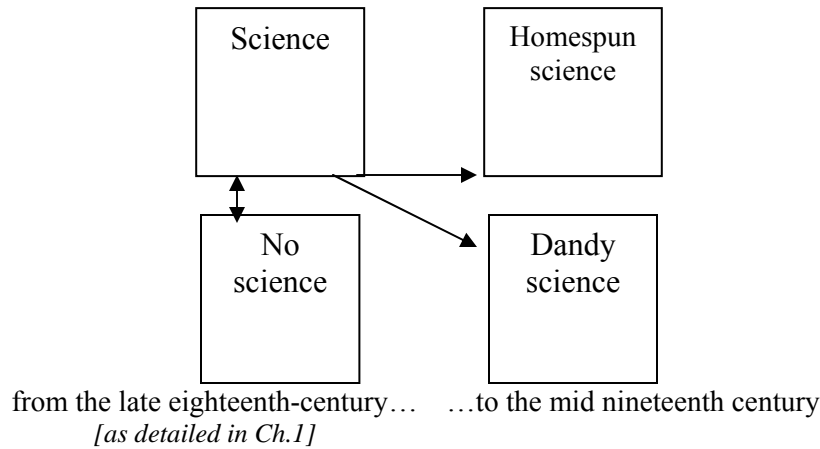 Science
Homespun
science
No
science
Dandy
science
from the late eighteenth-century… …to the mid nineteenth century
[as detailed in Ch.1]